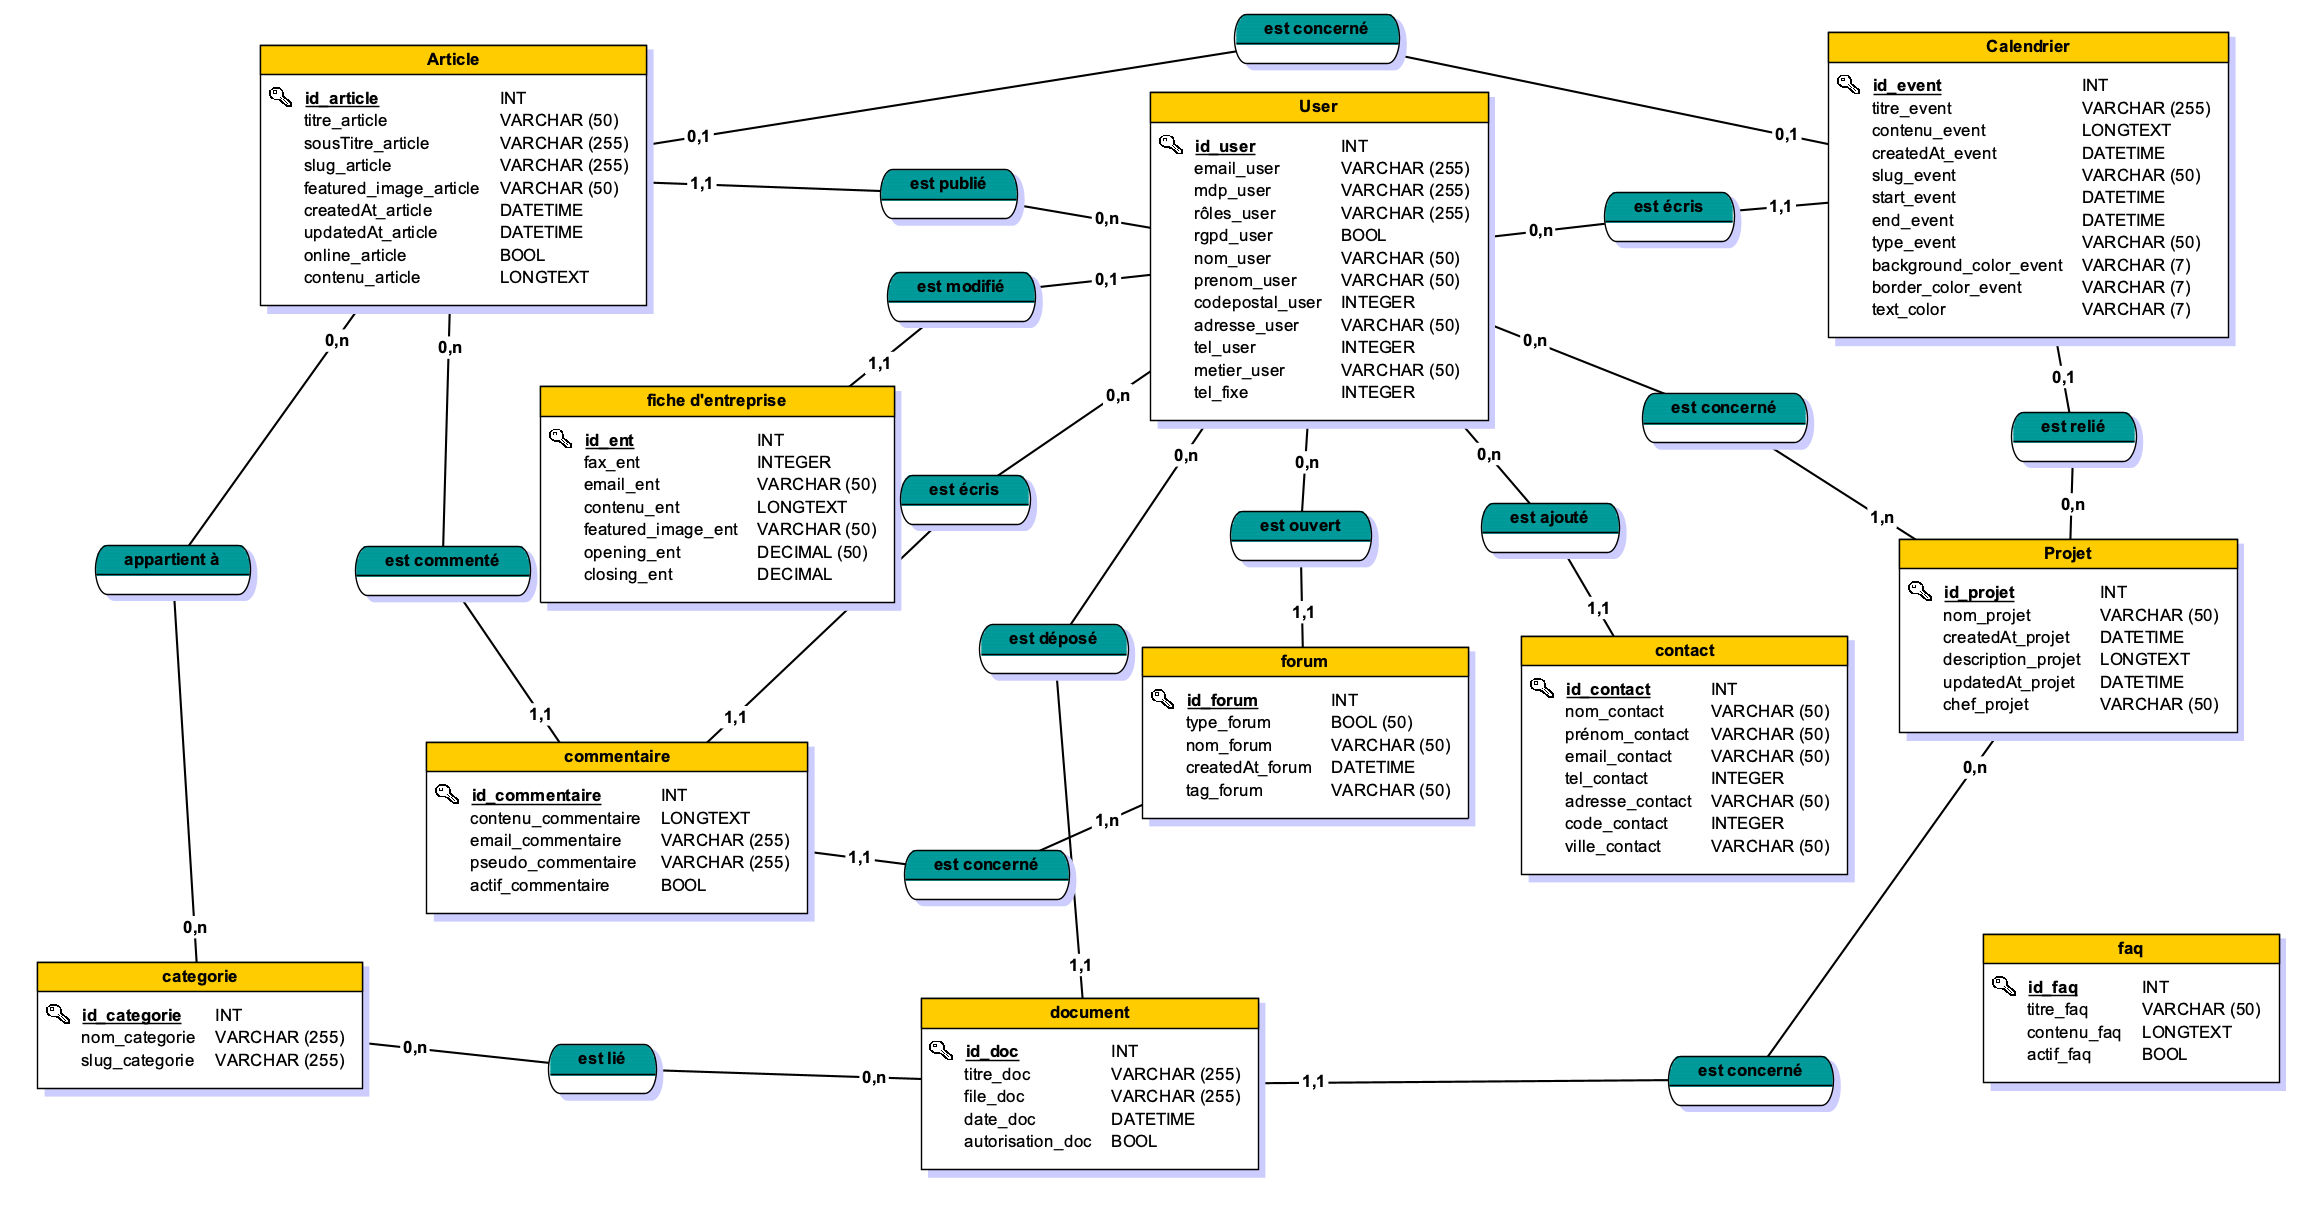 est concerné
0,1
0,1
Article
id_article INT
titre_article VARCHAR (50)
sousTitre_article VARCHAR (255)
slug_article VARCHAR (255)
featured_image_article VARCHAR (50)
createdAt_article DATETIME
updatedAt_article DATETIME
online_article BOOL
contenu_article LONGTEXT
1,1
est publié
0,n
User
id_user INT
email_user VARCHAR (255)
mdp_user VARCHAR (255)
rôles_user VARCHAR (255)
rgpd_user BOOL
nom_user VARCHAR (50)
prenom_user VARCHAR (50)
codepostal_user INTEGER
adresse_user VARCHAR (50)
tel_user INTEGER
metier_user VARCHAR (50)
tel_fixe INTEGER
0,n
est écris
1,1
Calendrier
id_event INT
titre_event VARCHAR (255)
contenu_event LONGTEXT
createdAt_event DATETIME
slug_event VARCHAR (50)
start_event DATETIME
end_event DATETIME
type_event VARCHAR (50)
background_color_event VARCHAR (7)
border_color_event VARCHAR (7)
text_color VARCHAR (7)
0,1
est modifié
1,1
fiche d'entreprise
id_ent INT
fax_ent INTEGER
email_ent VARCHAR (50)
contenu_ent LONGTEXT
featured_image_ent VARCHAR (50)
opening_ent DECIMAL (50)
closing_ent DECIMAL
0,n
est écris
1,1
0,n
est concerné
1,n
0,1
est relié
0,n
0,n
appartient à
0,n
0,n
est commenté
1,1
0,n
est déposé
1,1
0,n
est ouvert
1,1
0,n
est ajouté
1,1
forum
id_forum INT
type_forum BOOL (50)
nom_forum VARCHAR (50)
createdAt_forum DATETIME
tag_forum VARCHAR (50)
contact
id_contact INT
nom_contact VARCHAR (50)
prénom_contact VARCHAR (50)
email_contact VARCHAR (50)
tel_contact INTEGER
adresse_contact VARCHAR (50)
code_contact INTEGER
ville_contact VARCHAR (50)
Projet
id_projet INT
nom_projet VARCHAR (50)
createdAt_projet DATETIME
description_projet LONGTEXT
updatedAt_projet DATETIME
chef_projet VARCHAR (50)
commentaire
id_commentaire INT
contenu_commentaire LONGTEXT
email_commentaire VARCHAR (255)
pseudo_commentaire VARCHAR (255)
actif_commentaire BOOL
1,1
est concerné
1,n
categorie
id_categorie INT
nom_categorie VARCHAR (255)
slug_categorie VARCHAR (255)
0,n
est lié
0,n
document
id_doc INT
titre_doc VARCHAR (255)
file_doc VARCHAR (255)
date_doc DATETIME
autorisation_doc BOOL
1,1
est concerné
0,n
faq
id_faq INT
titre_faq VARCHAR (50)
contenu_faq LONGTEXT
actif_faq BOOL